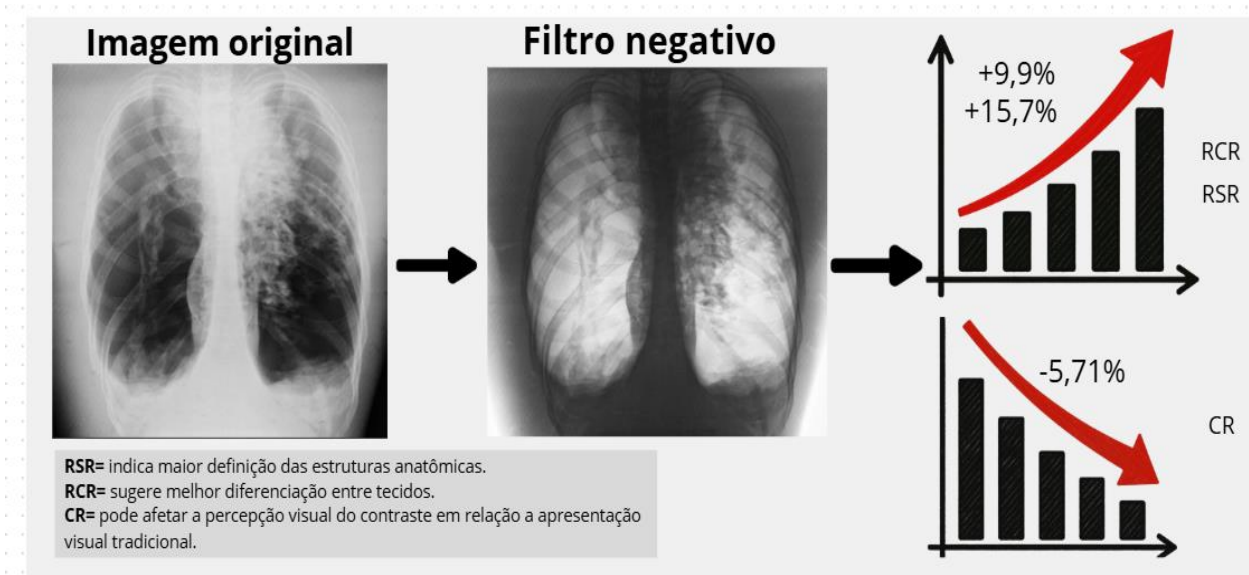 Imagem original
Filtro negativo
+9,9%
+15,7%
RCR
RSR
-5,71%
CR
RSR= indica maior definição das estruturas anatômicas.
RCR= sugere melhor diferenciação entre tecidos.
CR= pode afetar a percepção visual do contraste em relação a apresentação
visual tradicional.